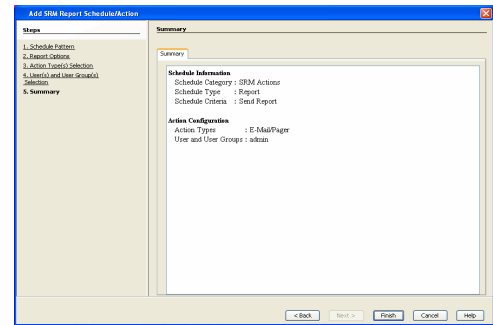 Add SRM Report Schedule/Action
Steps
1. Schedule Pattern
2. Report Options
3. Action Type(s) Selection
4. User(s) and User Group(s)
Selection
5. Summary
Summary
Summary
Schedule Information
Schedule Category : SRM Actions
Schedule Type : Report
Schedule Criteria : Send Report
Action Configuration
Action Types : E-Mail/Pager
User and User Groups : admin
< Back
Next >
Finish
Cancel
Help